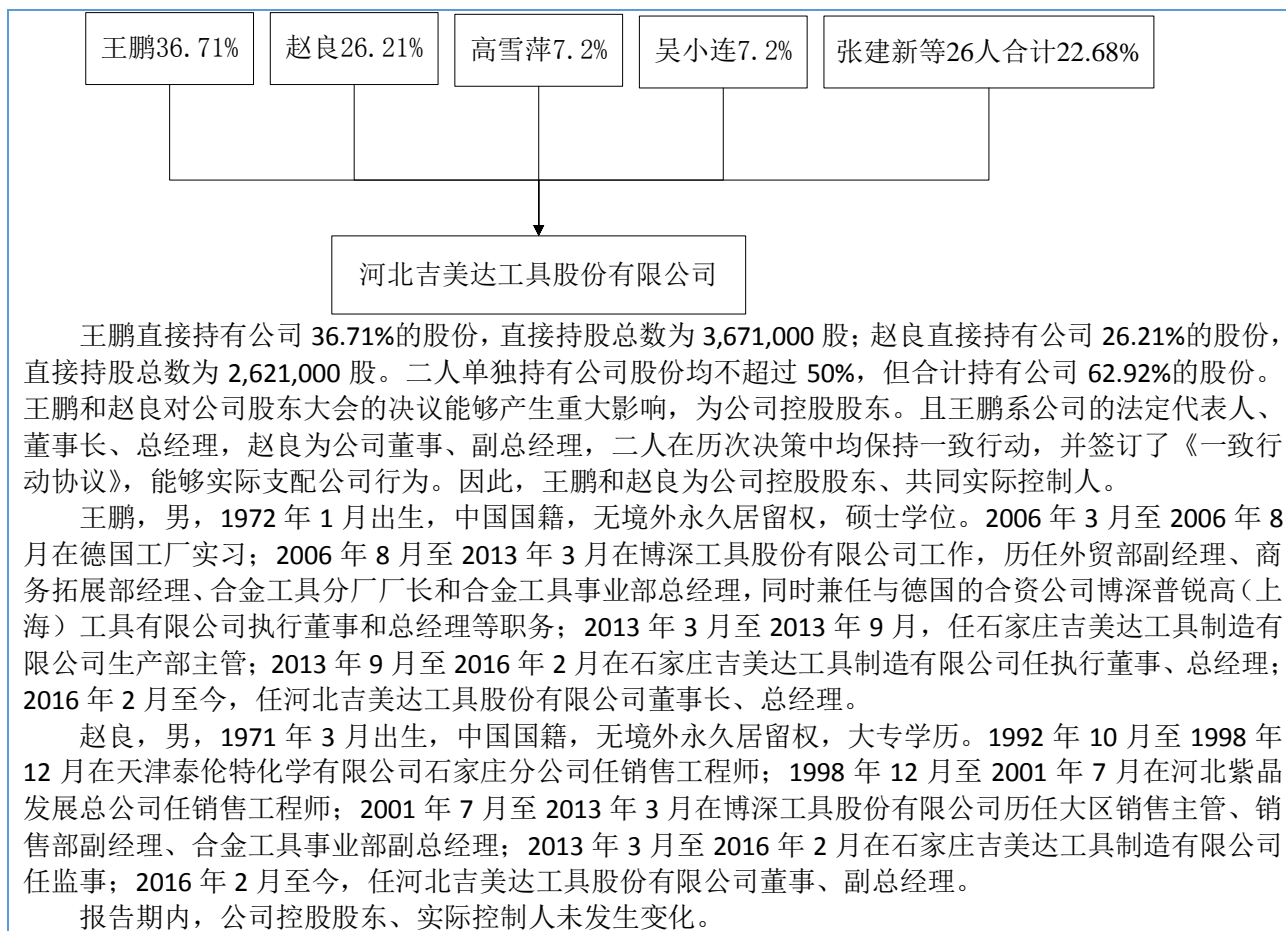 王鹏36.71% 赵良26.21% 高雪萍7.2% 吴小连7.2% 张建新等26人合计22.68%
河北吉美达工具股份有限公司
王鹏直接持有公司 36.71%的股份，直接持股总数为 3,671,000 股；赵良直接持有公司 26.21%的股份，
直接持股总数为 2,621,000 股。二人单独持有公司股份均不超过 50%，但合计持有公司 62.92%的股份。
王鹏和赵良对公司股东大会的决议能够产生重大影响，为公司控股股东。且王鹏系公司的法定代表人、
董事长、总经理，赵良为公司董事、副总经理，二人在历次决策中均保持一致行动，并签订了《一致行
动协议》，能够实际支配公司行为。因此，王鹏和赵良为公司控股股东、共同实际控制人。
王鹏，男，1972 年 1 月出生，中国国籍，无境外永久居留权，硕士学位。2006 年 3 月至 2006 年 8
月在德国工厂实习；2006 年 8 月至 2013 年 3 月在博深工具股份有限公司工作，历任外贸部副经理、商
务拓展部经理、合金工具分厂厂长和合金工具事业部总经理，同时兼任与德国的合资公司博深普锐高（上
海）工具有限公司执行董事和总经理等职务；2013 年 3 月至 2013 年 9 月，任石家庄吉美达工具制造有
限公司生产部主管；2013 年 9 月至 2016 年 2 月在石家庄吉美达工具制造有限公司任执行董事、总经理；
2016 年 2 月至今，任河北吉美达工具股份有限公司董事长、总经理。
赵良，男，1971 年 3 月出生，中国国籍，无境外永久居留权，大专学历。1992 年 10 月至 1998 年
12 月在天津泰伦特化学有限公司石家庄分公司任销售工程师；1998 年 12 月至 2001 年 7 月在河北紫晶
发展总公司任销售工程师；2001 年 7 月至 2013 年 3 月在博深工具股份有限公司历任大区销售主管、销
售部副经理、合金工具事业部副总经理；2013 年 3 月至 2016 年 2 月在石家庄吉美达工具制造有限公司
任监事；2016 年 2 月至今，任河北吉美达工具股份有限公司董事、副总经理。
报告期内，公司控股股东、实际控制人未发生变化。